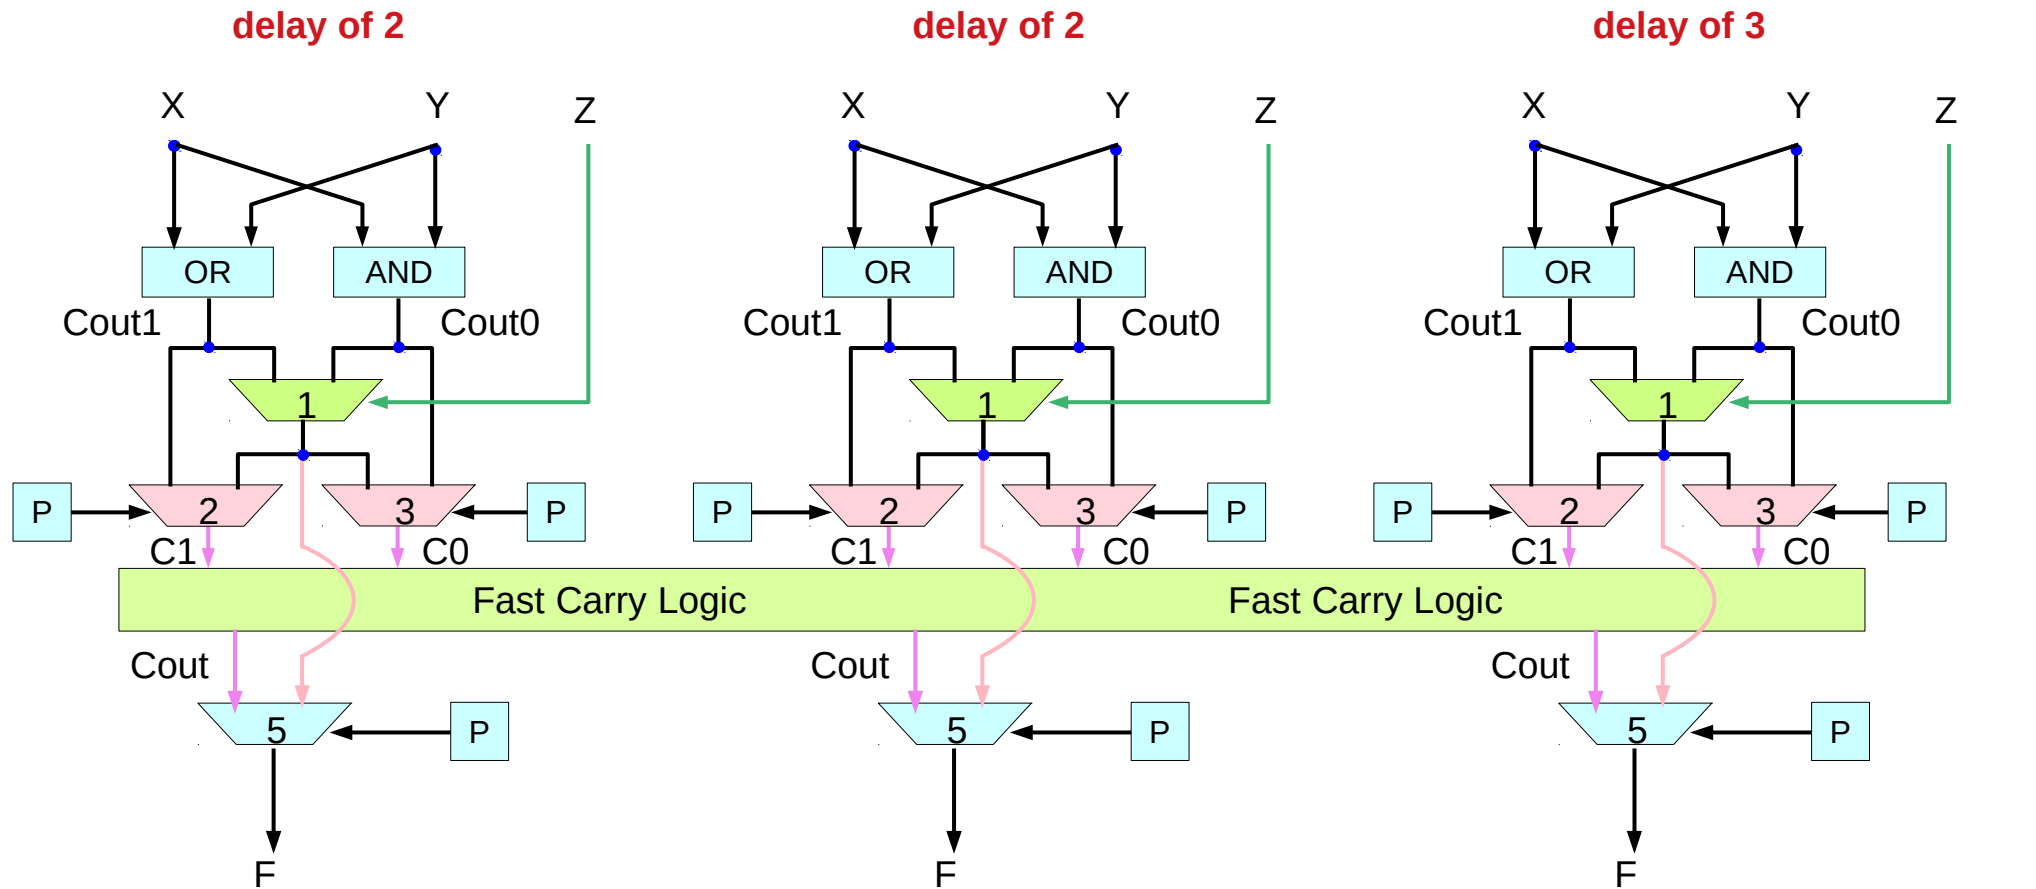 delay of 2 delay of 2 delay of 3
X Y Z X Y Z X Y Z
OR AND OR AND OR AND
Cout1 Cout0 Cout1 Cout0 Cout1 Cout0
1 1 1
P 2 3 P P 2 3 P P 2 3 P
C1 C0 C1 C0 C1 C0
Fast Carry Logic Fast Carry Logic
Cout Cout Cout
5 P 5 P 5 P
F F F